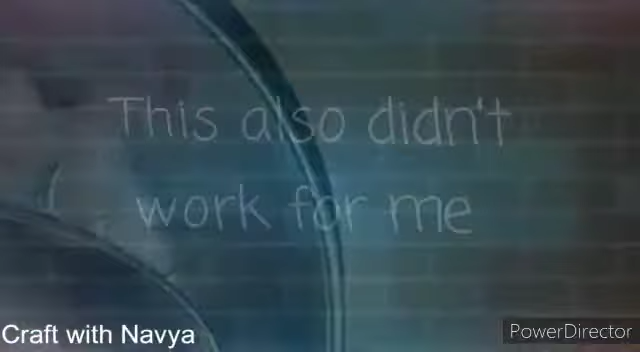 This also didn't
work for me
Craft with Navya
PowerDirector